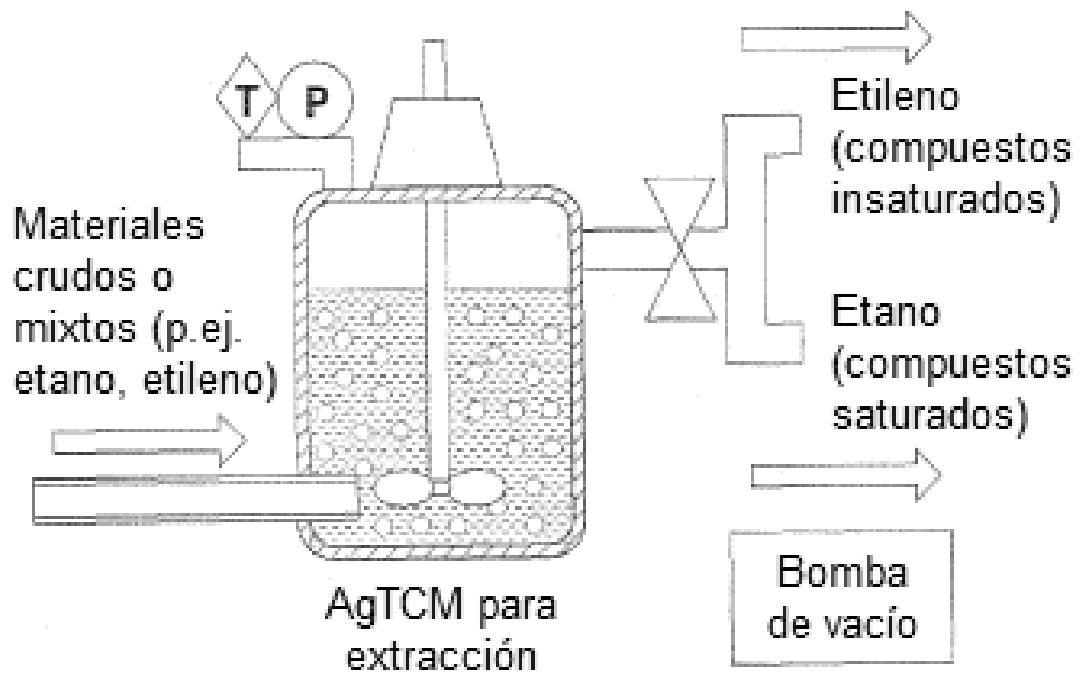 T P
Etileno
(compuestos
insaturados)
Materiales
crudos o
mixtos (p.ej.
etano, etileno)
Etano
(compuestos
saturados)
AgTCM para
extracción
Bomba
de vacío